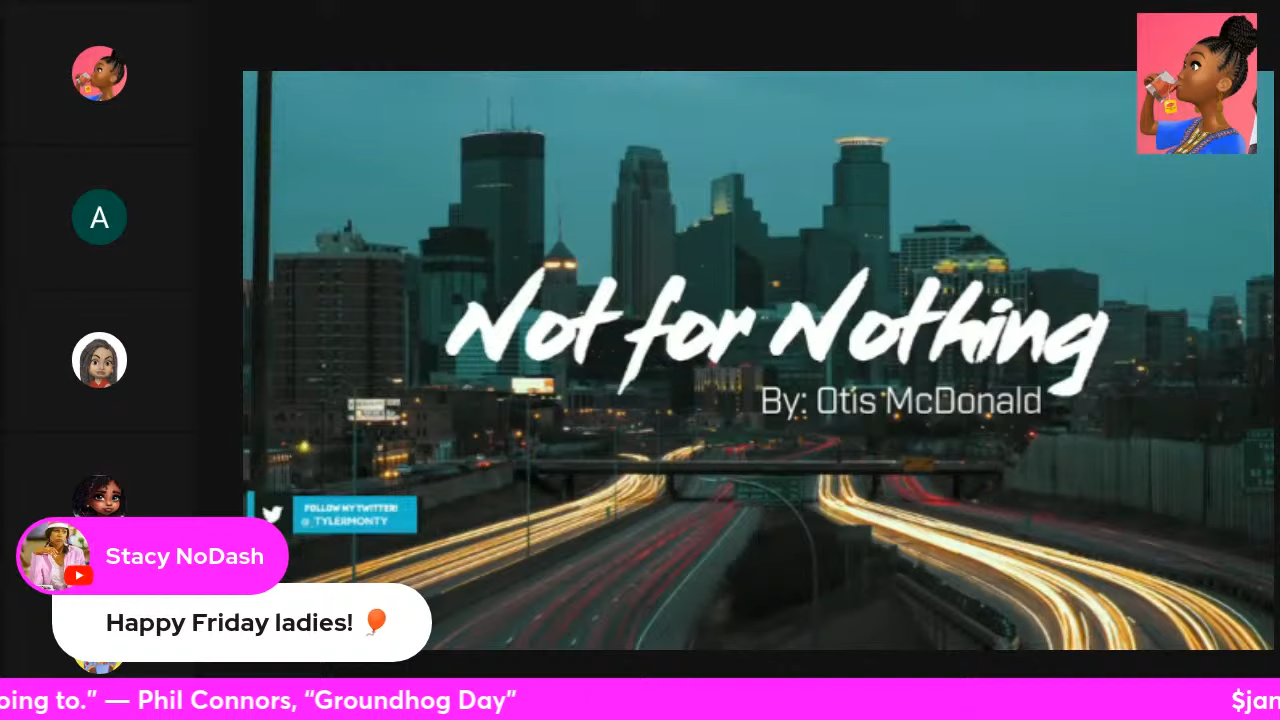 A
Not for Nothing
By: Otis McDonald
FOLLOW MY TWITTER!
@_TYLERMONTY
Stacy NoDash
Happy Friday ladies! 🎈
oing to.” — Phil Connors, “Groundhog Day”
$jan